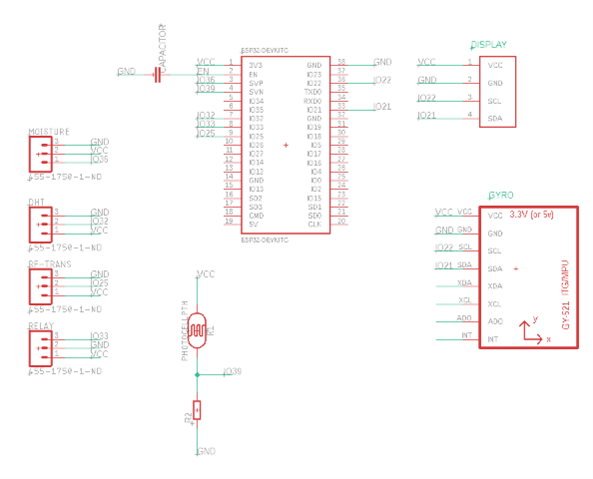 ESP32-DEVKITC
CAPACITOR
GND
VCC 1 3V3 GND 38 GND
EN 2 EN IO23 37
IO36 3 SVP IO22 36 IO22
IO39 4 SVN TXD0 35
5 IO34 RXD0 34
6 IO35 IO21 33 IO21
IO32 7 IO32 GND 32
IO33 8 IO33 IO19 31
IO25 9 IO25 IO18 30
10 IO26 IO5 29
11 IO27 IO17 28
12 IO14 IO16 27
13 IO12 IO4 26
14 GND IO0 25
15 IO13 IO2 24
16 SD2 IO15 23
17 SD3 SD1 22
18 CMD SD0 21
19 5V CLK 20
ESP32-DEVKITC
DISPLAY
VCC 1 VCC
GND 2 GND
IO22 3 SCL
IO21 4 SDA
MOISTURE
3 GND
2 VCC
1 IO36
455-1750-1-ND
DHT
3 GND
2 IO32
1 VCC
455-1750-1-ND
RF-TRANS
3 GND
2 IO25
1 VCC
455-1750-1-ND
RELAY
3 IO33
2 GND
1 VCC
455-1750-1-ND
VCC
PHOTOCELLPTH
R1
IO39
R2
GND
GYRO
VCC VCC VCC 3.3V (or 5v)
GND GND GND
IO22 SCL SCL
IO21 SDA SDA
XDA XDA
XCL XCL
ADO ADO
INT INT
GY-521 ITG/MPU
y
x